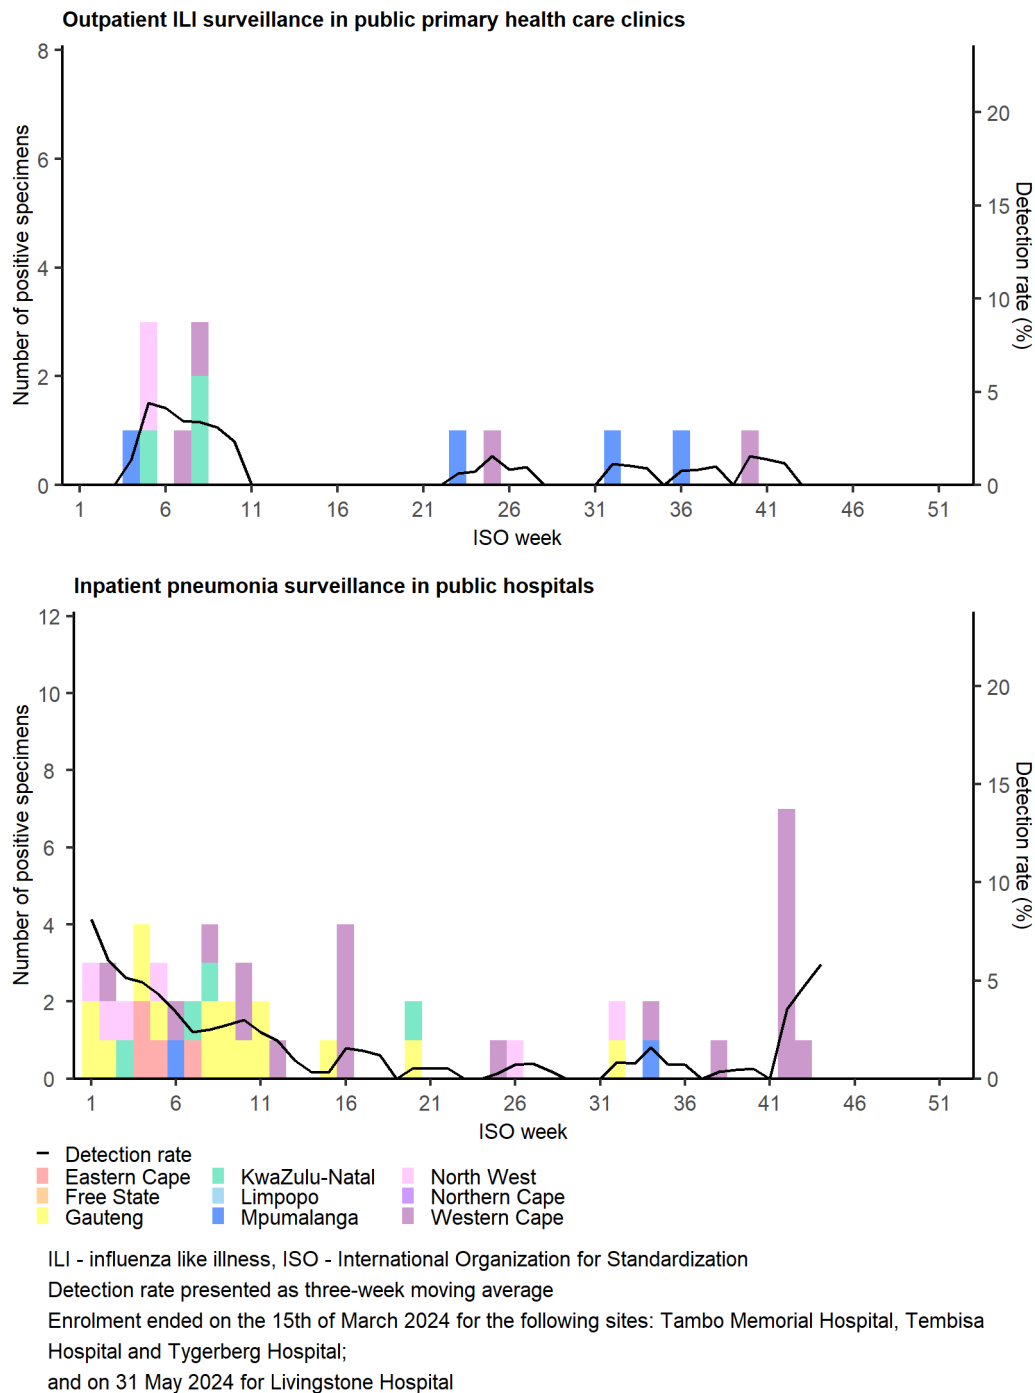 Outpatient ILI surveillance in public primary health care clinics
Number of positive specimens
8
6
4
2
0
20
15
10
5
0
Detection rate (%)
1 6 11 16 21 26 31 36 41 46 51
ISO week
Inpatient pneumonia surveillance in public hospitals
Number of positive specimens
12
10
8
6
4
2
0
20
15
10
5
0
Detection rate (%)
1 6 11 16 21 26 31 36 41 46 51
ISO week
Detection rate
Eastern Cape KwaZulu-Natal North West
Free State Limpopo Northern Cape
Gauteng Mpumalanga Western Cape
ILI - influenza like illness, ISO - International Organization for Standardization
Detection rate presented as three-week moving average
Enrolment ended on the 15th of March 2024 for the following sites: Tambo Memorial Hospital, Tembisa
Hospital and Tygerberg Hospital;
and on 31 May 2024 for Livingstone Hospital